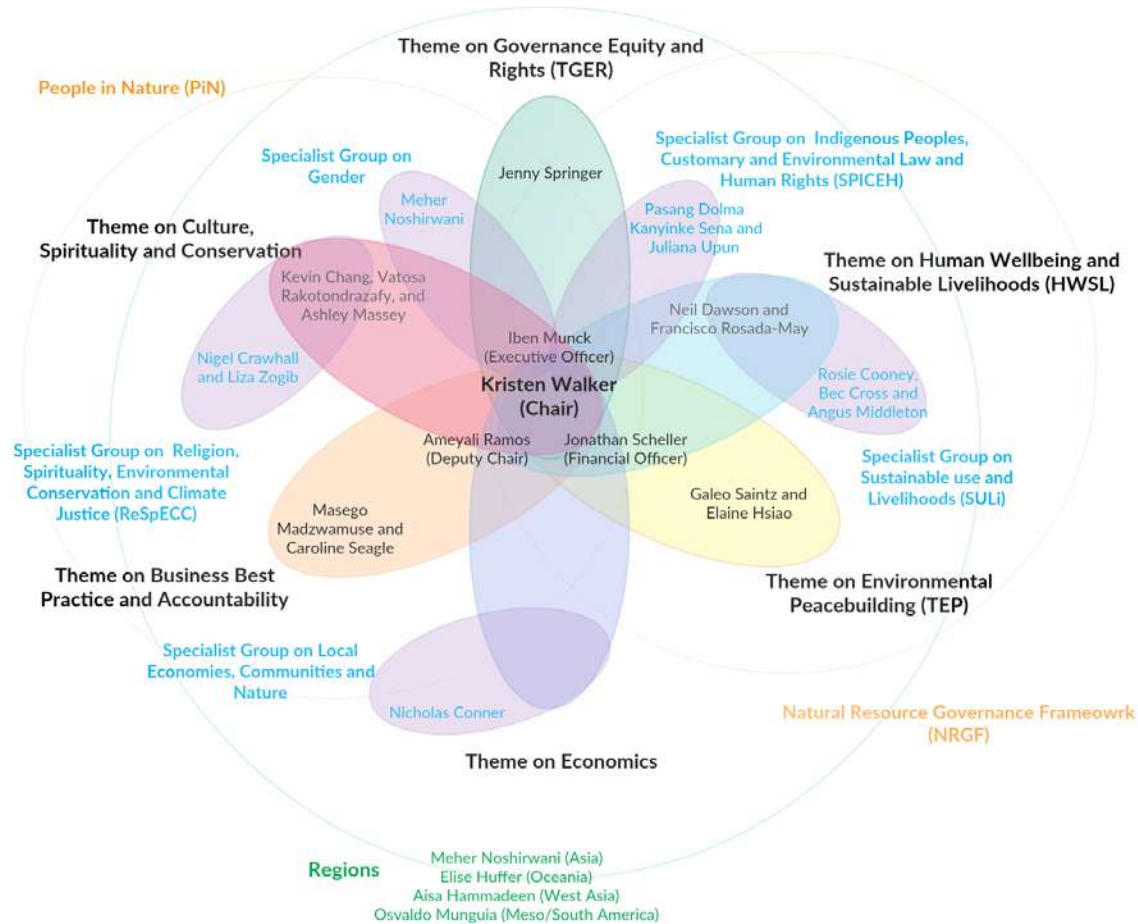 Theme on Governance Equity and
Rights (TGER)
People in Nature (PiN)
Specialist Group on
Gender
Specialist Group on Indigenous Peoples,
Customary and Environmental Law and
Human Rights (SPICEH)
Jenny Springer
Meher
Noshirwani
Pasang Dolma
Kanyinke Sena and
Juliana Upun
Theme on Culture,
Spirituality and Conservation
Theme on Human Wellbeing and
Sustainable Livelihoods (HWSL)
Kevin Chang, Vatosa
Rakotondrazafy, and
Ashley Massey
Neil Dawson and
Francisco Rosada-May
Iben Munck
(Executive Officer)
Nigel Crawhall
and Liza Zogib
Kristen Walker
(Chair)
Rosie Cooney,
Bec Cross and
Angus Middleton
Ameyali Ramos
(Deputy Chair)
Jonathan Scheller
(Financial Officer)
Specialist Group on Religion,
Spirituality, Environmental
Conservation and Climate
Justice (ReSpECC)
Specialist Group on
Sustainable use and
Livelihoods (SULi)
Galeo Saintz and
Elaine Hsiao
Masego
Madzwamuse and
Caroline Seagle
Theme on Business Best
Practice and Accountability
Theme on Environmental
Peacebuilding (TEP)
Specialist Group on Local
Economies, Communities and
Nature
Nicholas Conner
Natural Resource Governance Frameowrk
(NRGF)
Theme on Economics
Regions
Meher Noshirwani (Asia)
Elise Huffer (Oceania)
Aisa Hammadeen (West Asia)
Osvaldo Munguia (Meso/South America)